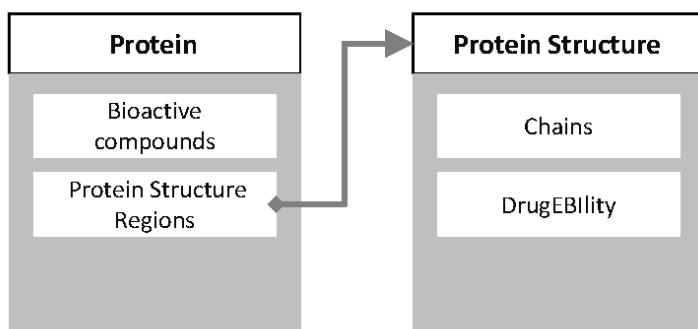 Protein
Bioactive
compounds
Protein Structure
Regions
Protein Structure
Chains
DrugEBIlity